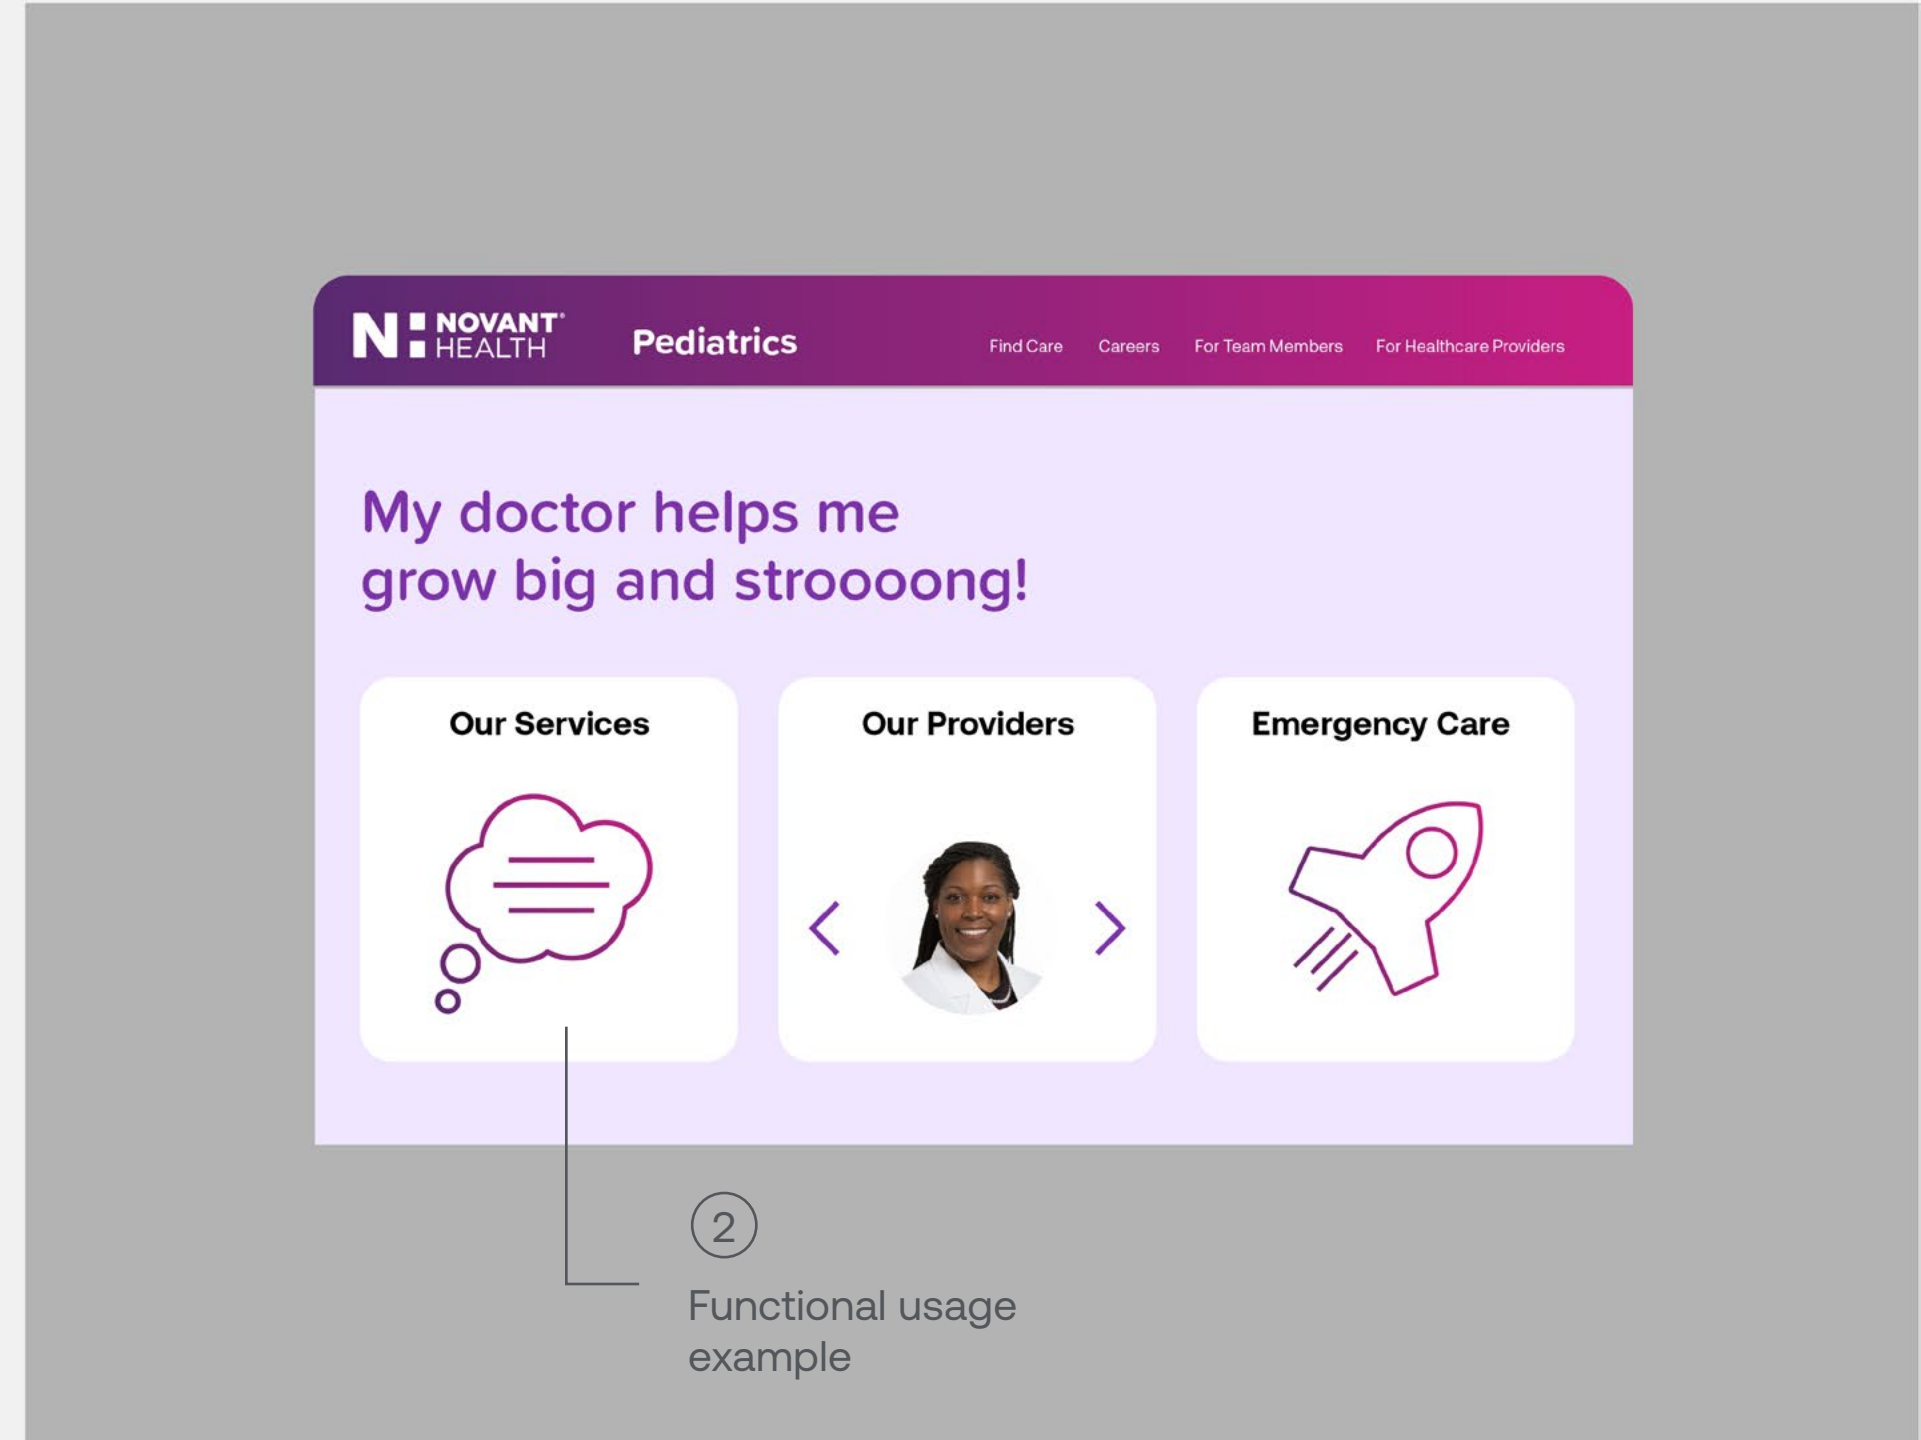 NOVANT®
HEALTH
Pediatrics
Find Care
Careers
For Team Members
For Healthcare Providers
My doctor helps me
grow big and stroooong!
Our Services
Our Providers
Emergency Care
2
Functional usage
example